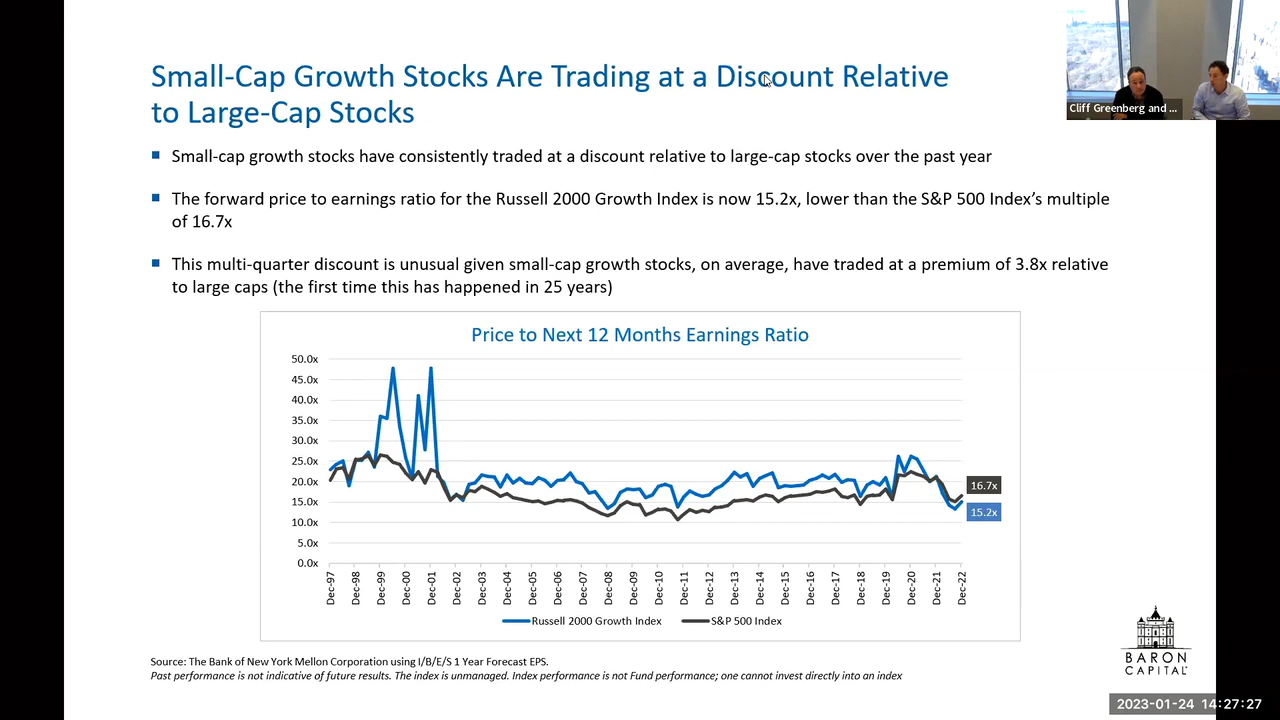 Small-Cap Growth Stocks Are Trading at a Discount Relative
to Large-Cap Stocks
Cliff Greenberg and ...
▪ Small-cap growth stocks have consistently traded at a discount relative to large-cap stocks over the past year
▪ The forward price to earnings ratio for the Russell 2000 Growth Index is now 15.2x, lower than the S&P 500 Index’s multiple
of 16.7x
▪ This multi-quarter discount is unusual given small-cap growth stocks, on average, have traded at a premium of 3.8x relative
to large caps (the first time this has happened in 25 years)
Price to Next 12 Months Earnings Ratio
50.0x
45.0x
40.0x
35.0x
30.0x
25.0x
20.0x
15.0x
10.0x
5.0x
0.0x
16.7x
15.2x
Dec-97
Dec-98
Dec-99
Dec-00
Dec-01
Dec-02
Dec-03
Dec-04
Dec-05
Dec-06
Dec-07
Dec-08
Dec-09
Dec-10
Dec-11
Dec-12
Dec-13
Dec-14
Dec-15
Dec-16
Dec-17
Dec-18
Dec-19
Dec-20
Dec-21
Dec-22
Russell 2000 Growth Index
S&P 500 Index
Source: The Bank of New York Mellon Corporation using I/B/E/S 1 Year Forecast EPS.
Past performance is not indicative of future results. The index is unmanaged. Index performance is not Fund performance; one cannot invest directly into an index
BARON
CAPITAL
2023-01-24 14:27:27